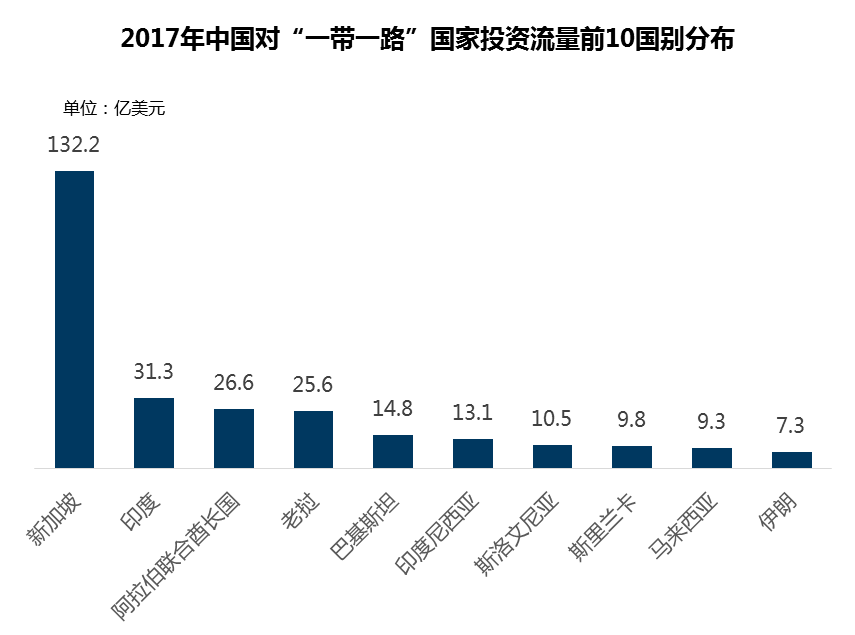 2017年中国对“一带一路”国家投资流量前10国别分布
单位：亿美元
132.2
31.3
26.6
25.6
14.8
13.1
10.5
9.8
9.3
7.3
新加坡
印度
阿拉伯联合酋长国
老挝
巴基斯坦
印度尼西亚
斯洛文尼亚
斯里兰卡
马来西亚
伊朗